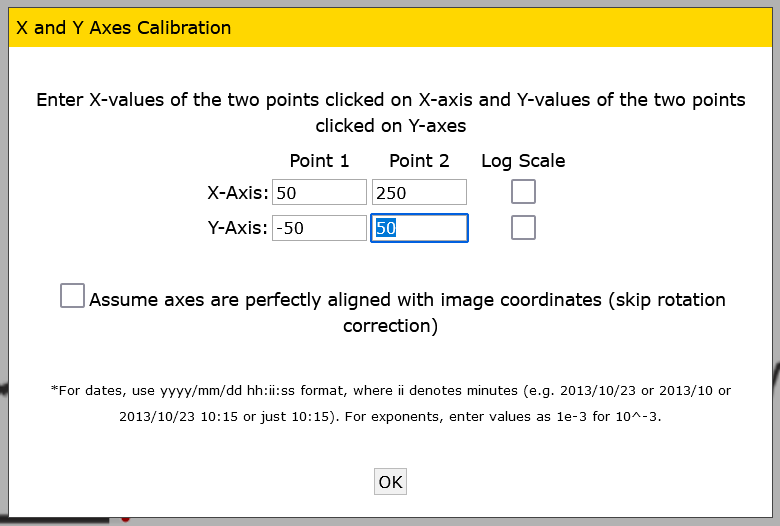 X and Y Axes Calibration
Enter X-values of the two points clicked on X-axis and Y-values of the two points
clicked on Y-axes
Point 1 Point 2 Log Scale
X-Axis: 50 250
Y-Axis: -50 50
Assume axes are perfectly aligned with image coordinates (skip rotation
correction)
*For dates, use yyyy/mm/dd hh:ii:ss format, where ii denotes minutes (e.g. 2013/10/23 or 2013/10 or
2013/10/23 10:15 or just 10:15). For exponents, enter values as 1e-3 for 10^-3.
OK